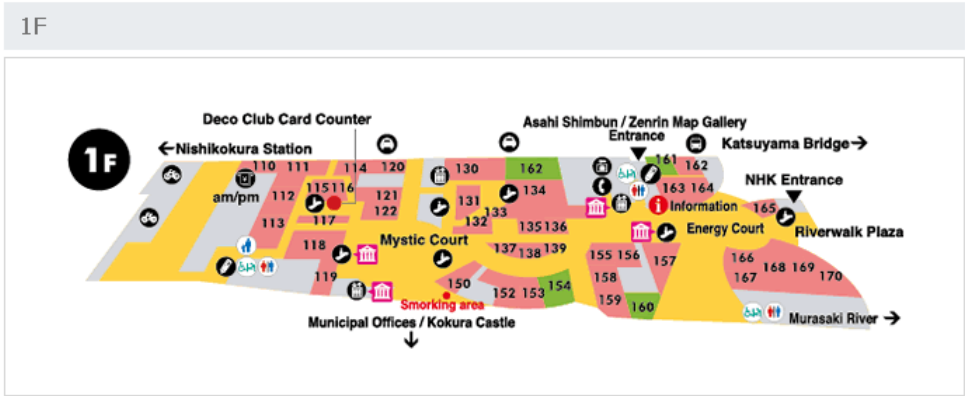 1F
Deco Club Card Counter
Asahi Shimbun / Zenrin Map Gallery
Entrance
1F
←Nishikokura Station
Katsuyama Bridge→
110 111 114 120 130 162 161 162
am/pm
112 115 116 121 131 134 163 164
NHK Entrance
122 133 Information 165
113 117 132 135 136 Energy Court Riverwalk Plaza
118 Mystic Court 137 138 139 155 156 157 166
119 150 158 167 168 169 170
152 153 154 159 160
Smorking area
Municipal Offices / Kokura Castle
↓
Murasaki River →